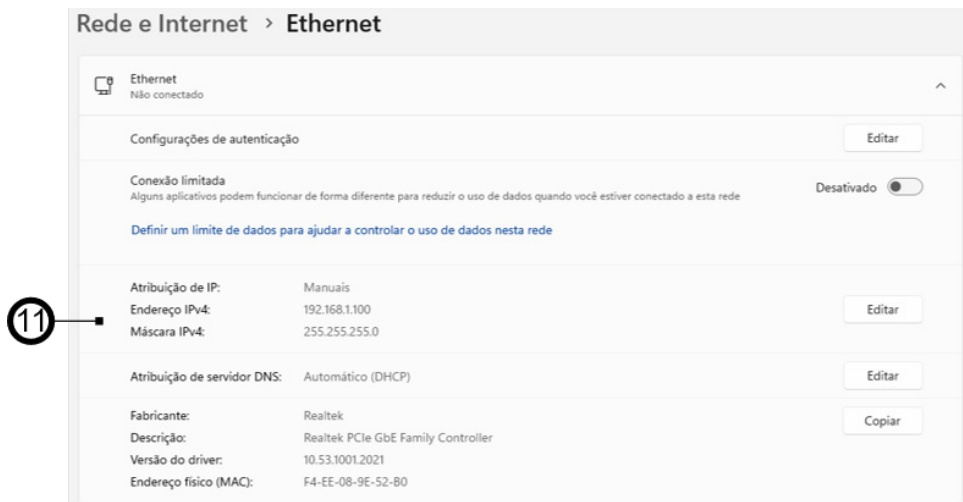 Rede e Internet > Ethernet
Ethernet
Não conectado
Configurações de autenticação
Editar
Conexão limitada
Alguns aplicativos podem funcionar de forma diferente para reduzir o uso de dados quando você estiver conectado a esta rede
Desativado
Definir um limite de dados para ajudar a controlar o uso de dados nesta rede
11
Atribuição de IP: Manuais
Endereço IPv4: 192.168.1.100
Editar
Máscara IPv4: 255.255.255.0
Atribuição de servidor DNS: Automático (DHCP)
Editar
Fabricante: Realtek
Copiar
Descrição: Realtek PCIe GbE Family Controller
Versão do driver: 10.53.1001.2021
Endereço físico (MAC): F4-EE-08-9E-52-B0